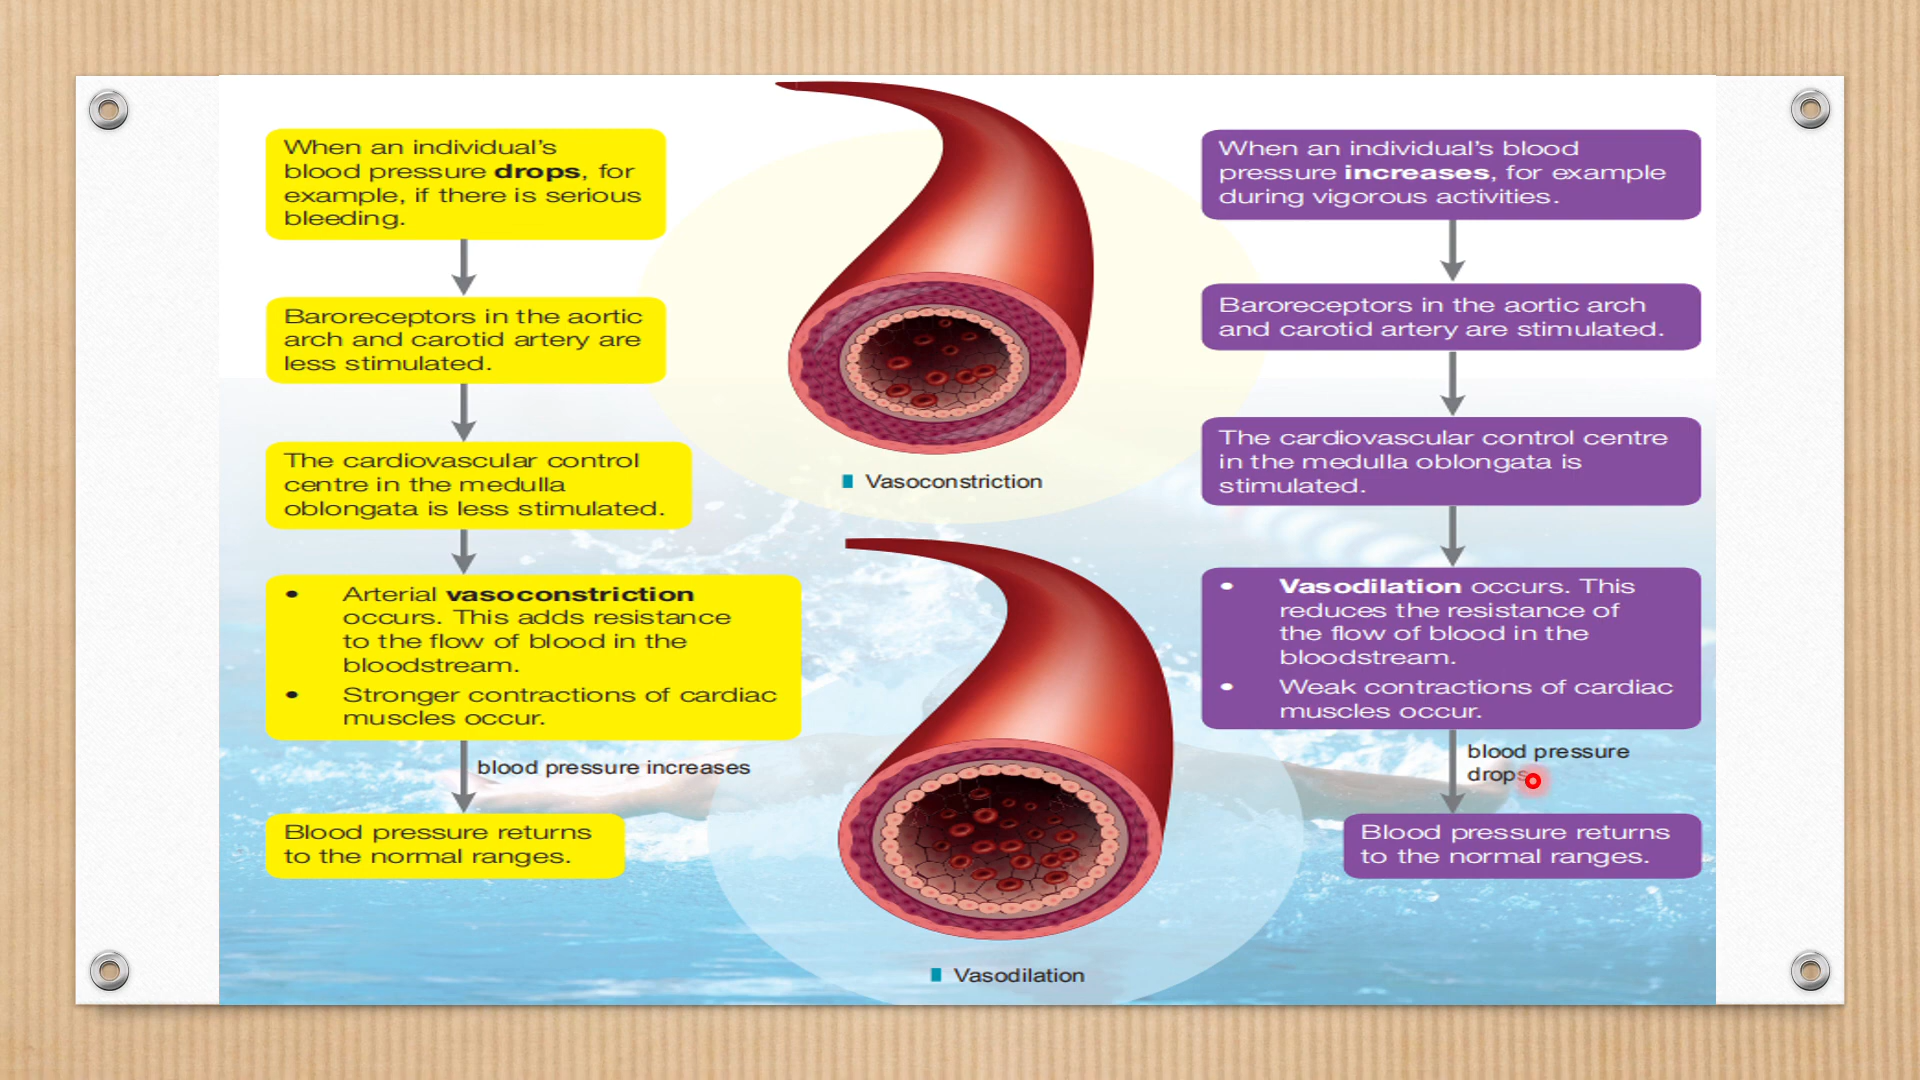 When an individual's
blood pressure drops, for
example, if there is serious
bleeding.
Baroreceptors in the aortic
arch and carotid artery are
less stimulated.
The cardiovascular control
centre in the medulla
oblongata is less stimulated.
• Arterial vasoconstriction
occurs. This adds resistance
to the flow of blood in the
bloodstream.
• Stronger contractions of cardiac
muscles occur.
blood pressure increases
Blood pressure returns
to the normal ranges.
Vasoconstriction
Vasodilation
When an individual's blood
pressure increases, for example
during vigorous activities.
Baroreceptors in the aortic arch
and carotid artery are stimulated.
The cardiovascular control centre
in the medulla oblongata is
stimulated.
• Vasodilation occurs. This
reduces the resistance of
the flow of blood in the
bloodstream.
• Weak contractions of cardiac
muscles occur.
blood pressure
drops
Blood pressure returns
to the normal ranges.